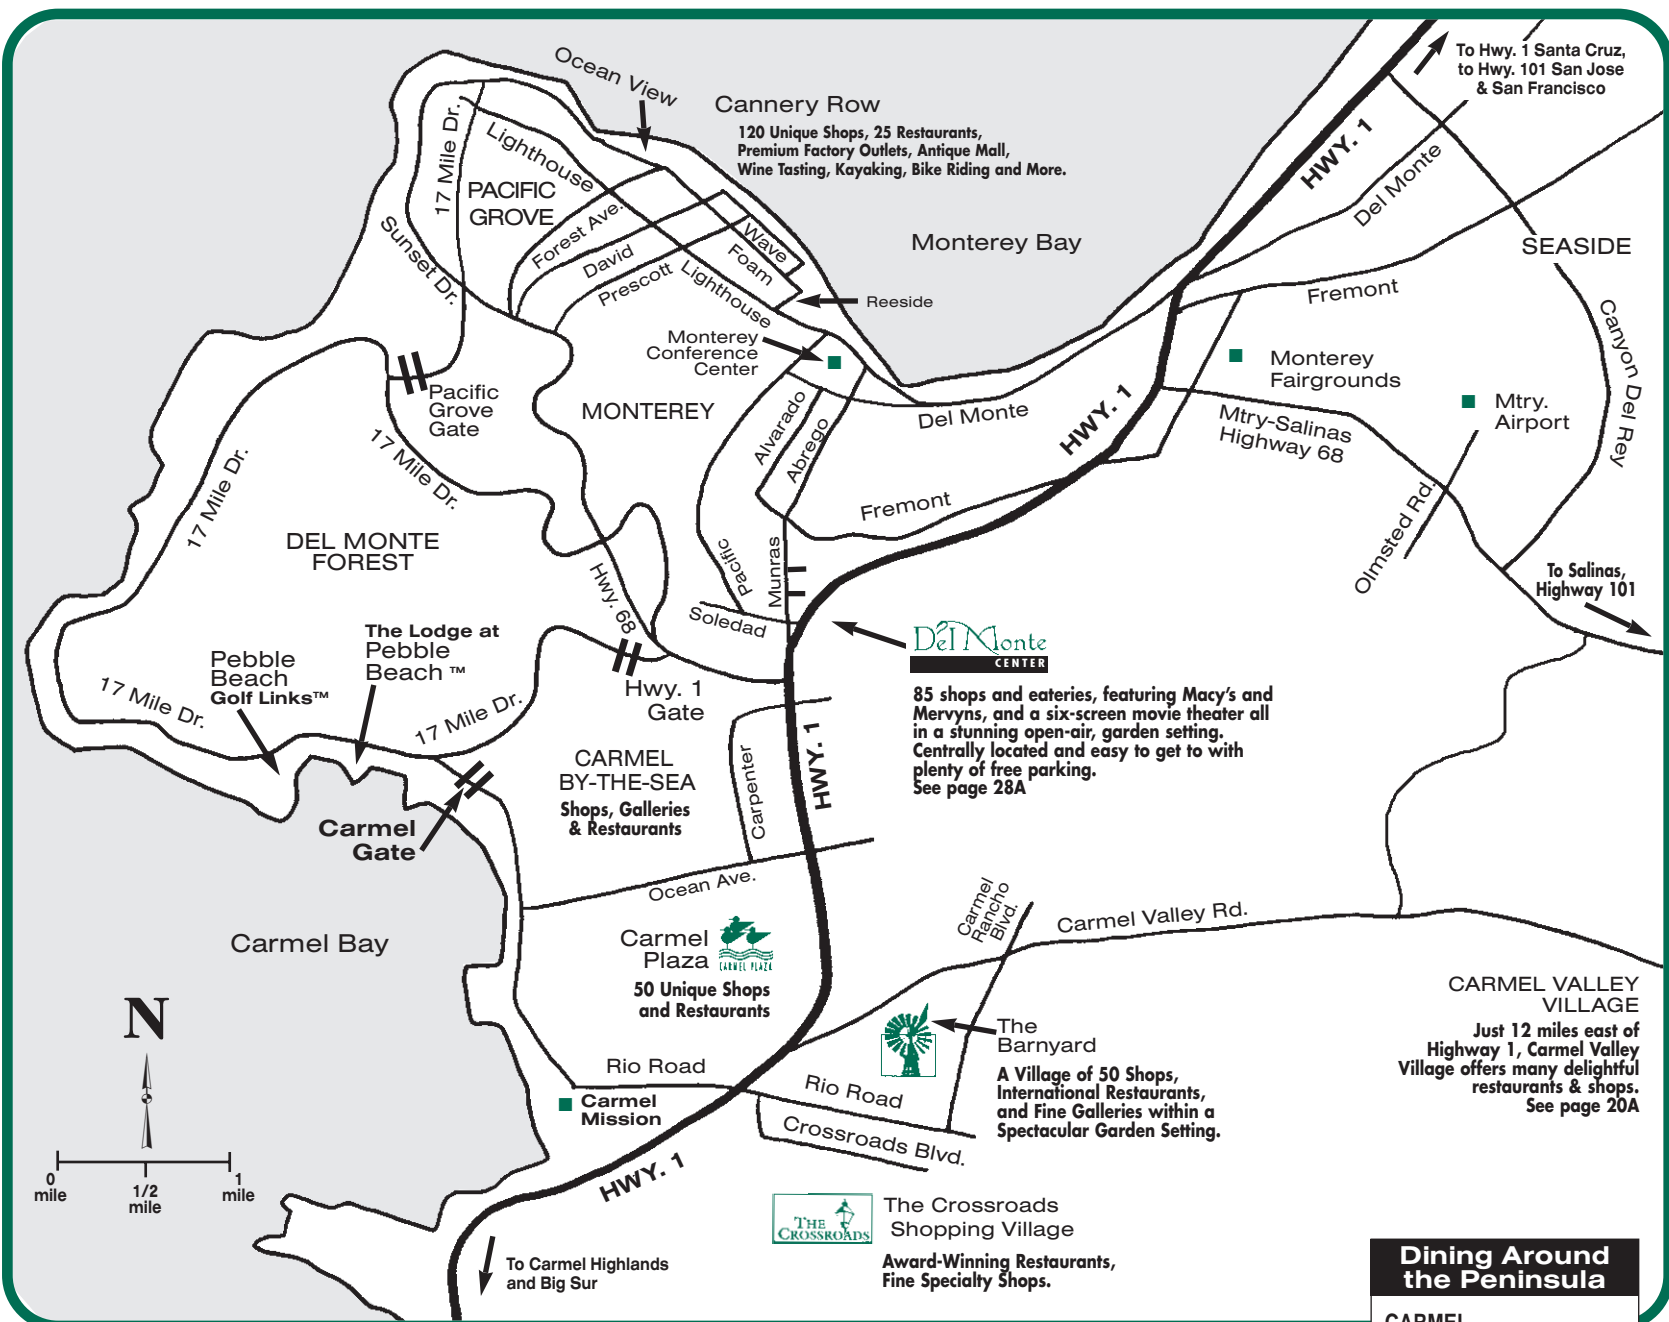 To Hwy. 1 Santa Cruz,
to Hwy. 101 San Jose
& San Francisco
Ocean View
Cannery Row
120 Unique Shops, 25 Restaurants,
Premium Factory Outlets, Antique Mall,
Wine Tasting, Kayaking, Bike Riding and More.
HWY. 1
Del Monte
17 Mile Dr.
Lighthouse
PACIFIC
GROVE
Sunset Dr.
Forest Ave.
David
Prescott
Wave
Foam
Lighthouse
Reeside
Monterey Bay
SEASIDE
Fremont
Canyon Del Rey
Monterey
Conference
Center
Monterey
Fairgrounds
Mtry.
Airport
Pacific
Grove
Gate
MONTEREY
Alvarado
Abrego
Del Monte
HWY. 1
Mtry-Salinas
Highway 68
17 Mile Dr.
17 Mile Dr.
Fremont
Olmsted Rd.
DEL MONTE
FOREST
Hwy. 68
Pacific
Munras
Soledad
To Salinas,
Highway 101
Del Monte
CENTER
85 shops and eateries, featuring Macy's and
Mervyns, and a six-screen movie theater all
in a stunning open-air, garden setting.
Centrally located and easy to get to with
plenty of free parking.
See page 28A
The Lodge at
Pebble
Beach ™
Pebble
Beach
Golf Links™
17 Mile Dr.
17 Mile Dr.
Hwy. 1
Gate
CARMEL
BY-THE-SEA
Shops, Galleries
& Restaurants
Carpenter
HWY. 1
Carmel
Gate
Ocean Ave.
Carmel Bay
Carmel
Plaza
CARMEL PLAZA
50 Unique Shops
and Restaurants
Carmel
Rancho
Blvd.
Carmel Valley Rd.
CARMEL VALLEY
VILLAGE
Just 12 miles east of
Highway 1, Carmel Valley
Village offers many delightful
restaurants & shops.
See page 20A
N
The
Barnyard
A Village of 50 Shops,
International Restaurants,
and Fine Galleries within a
Spectacular Garden Setting.
Rio Road
Rio Road
Carmel
Mission
Crossroads Blvd.
HWY. 1
0
mile
1/2
mile
1
mile
THE
CROSSROADS
The Crossroads
Shopping Village
Award-Winning Restaurants,
Fine Specialty Shops.
To Carmel Highlands
and Big Sur
Dining Around
the Peninsula
CARMEL